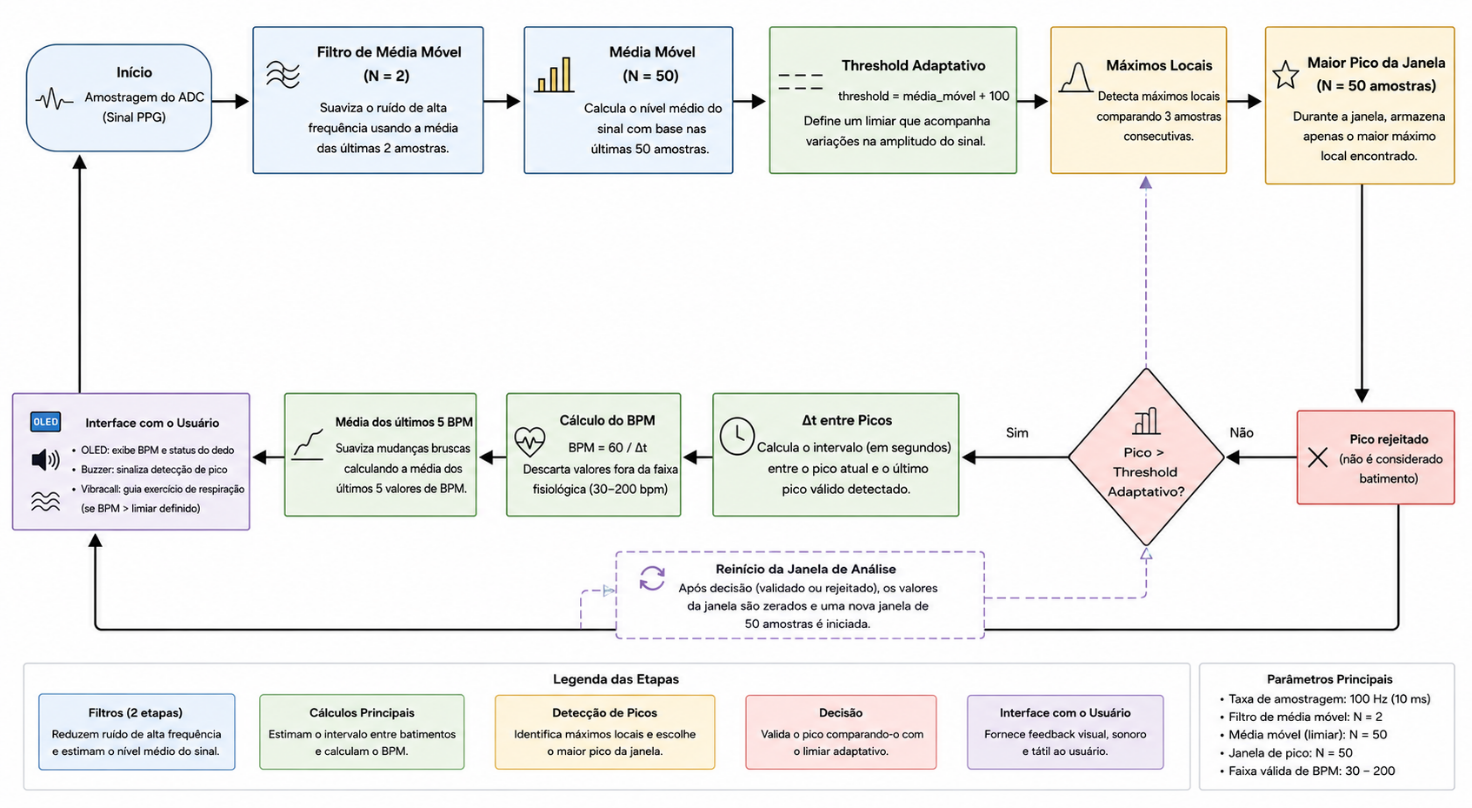 Início
Amostragem do ADC
(Sinal PPG)
Filtro de Média Móvel
(N = 2)
Suaviza o ruído de alta
frequência usando a média
das últimas 2 amostras.
Média Móvel
(N = 50)
Calcula o nível médio do
sinal com base nas
últimas 50 amostras.
Threshold Adaptativo
threshold = média_móvel + 100
Define um limiar que acompanha
variações na amplitude do sinal.
Máximos Locais
Detecta máximos locais
comparando 3 amostras
consecutivas.
Maior Pico da Janela
(N = 50 amostras)
Durante a janela, armazena
apenas o maior máximo
local encontrado.
Pico rejeitado
(não é considerado
batimento)
Não
Pico >
Threshold
Adaptativo?
Sim
Δt entre Picos
Calcula o intervalo (em segundos)
entre o pico atual e o último
pico válido detectado.
Cálculo do BPM
BPM = 60 / Δt
Descarta valores fora da faixa
fisiológica (30–200 bpm)
Média dos últimos 5 BPM
Suaviza mudanças bruscas
calculando a média dos
últimos 5 valores de BPM.
OLED
Interface com o Usuário
• OLED: exibe BPM e status do dedo
• Buzzer: sinaliza detecção de pico
• Vibracall: guia exercício de respiração
(se BPM > limiar definido)
Reinício da Janela de Análise
Após decisão (validado ou rejeitado), os valores
da janela são zerados e uma nova janela de
50 amostras é iniciada.
Legenda das Etapas
Filtros (2 etapas)
Reduzem ruído de alta frequência
e estimam o nível médio do sinal.
Cálculos Principais
Estimam o intervalo entre batimentos
e calculam o BPM.
Detecção de Picos
Identifica máximos locais e escolhe
o maior pico da janela.
Decisão
Valida o pico comparando-o com
o limiar adaptativo.
Interface com o Usuário
Fornece feedback visual, sonoro
e tátil ao usuário.
Parâmetros Principais
• Taxa de amostragem: 100 Hz (10 ms)
• Filtro de média móvel: N = 2
• Média móvel (limiar): N = 50
• Janela de pico: N = 50
• Faixa válida de BPM: 30 – 200